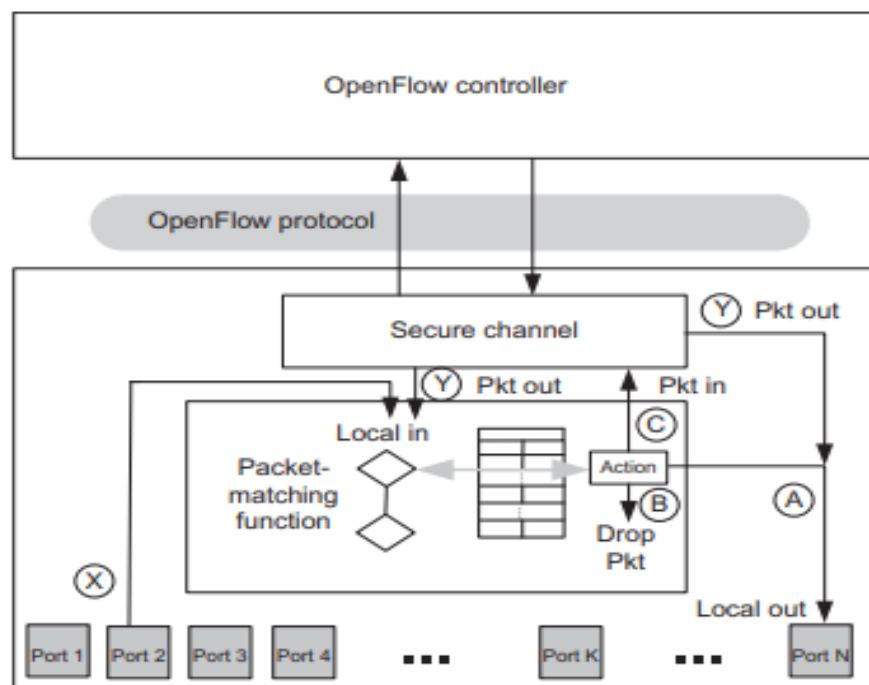 OpenFlow controller
OpenFlow protocol
Secure channel
Y Pkt out
Y Pkt out
Pkt in
Local in
C
Packet-
matching
function
Action
A
B
Drop
Pkt
X
Local out
Port 1
Port 2
Port 3
Port 4
...
Port K
...
Port N